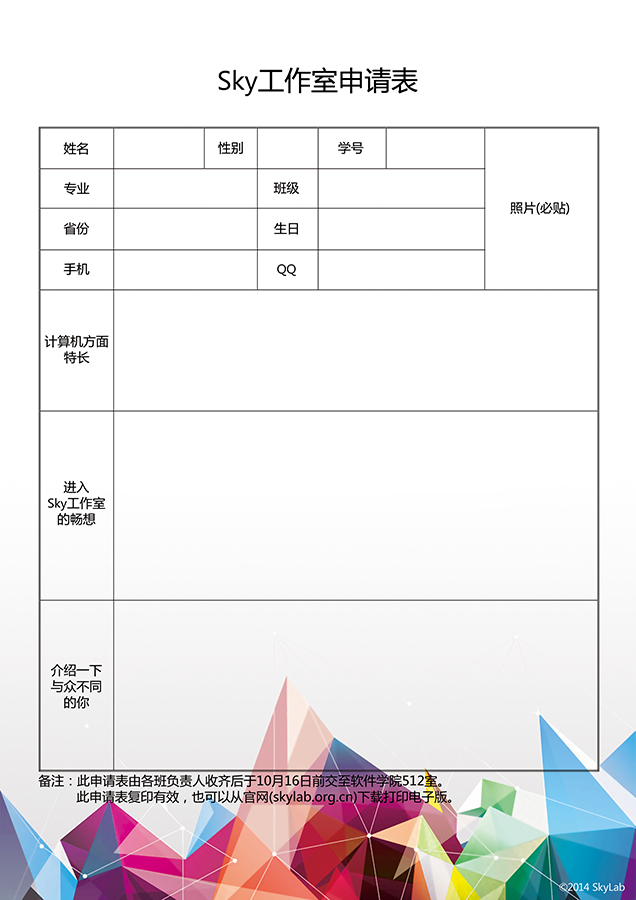 Sky工作室申请表
姓名 性别 学号
照片(必贴)
专业 班级
省份 生日
手机 QQ
计算机方面
特长
进入
Sky工作室
的畅想
介绍一下
与众不同
的你
备注：此申请表由各班负责人收齐后于10月16日前交至软件学院512室。
此申请表复印有效，也可以从官网(skylab.org.cn)下载打印电子版。
©2014 SkyLab